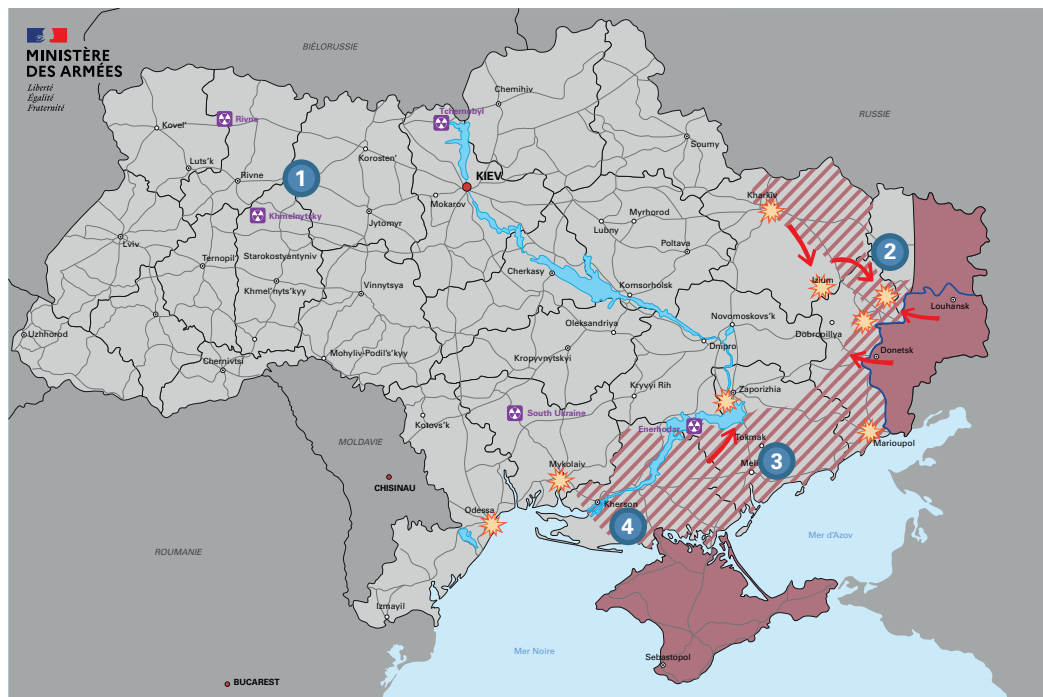 MINISTÈRE
DES ARMÉES
Liberté
Égalité
Fraternité
BIÉLORUSSIE
RUSSIE
Chernihiv
Tchernobyl
Rivne
Kovel'
Soumy
Korosten'
Luts'k
Rivne
1
KIEV
Kharkiv
Mokarov
Khmelnytsky
Jytomyr
Myrhorod
Lubny
Lviv
Poltava
2
Ternopil'
Starokostyantyniv
Cherkasy
Izium
Khmel'nyts'kyy
Vinnytsya
Komsorholsk
Louhansk
Novomoskovs'k
Oleksandriya
Dobropillya
Uzhhorod
Dnipro
Donetsk
Chernivtsi
Mohyliv-Podil's'kyy
Kropyvnytskyi
Kryvyi Rih
Zaporizhia
Kotovs'k
South Ukraine
Enerhodar
MOLDAVIE
Tokmak
Marioupol
Mykolaiv
Meli
3
CHISINAU
Kherson
Odessa
4
Mer d'Azov
ROUMANIE
Izmayil
Mer Noire
Sebastopol
BUCAREST